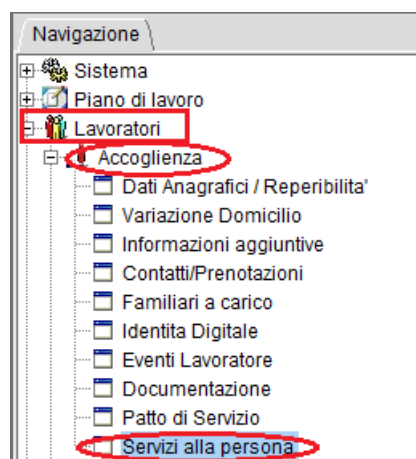 Navigazione
Sistema
Piano di lavoro
Lavoratori
Accoglienza
Dati Anagrafici / Reperibilita'
Variazione Domicilio
Informazioni aggiuntive
Contatti/Prenotazioni
Familiari a carico
Identita Digitale
Eventi Lavoratore
Documentazione
Patto di Servizio
Servizi alla persona